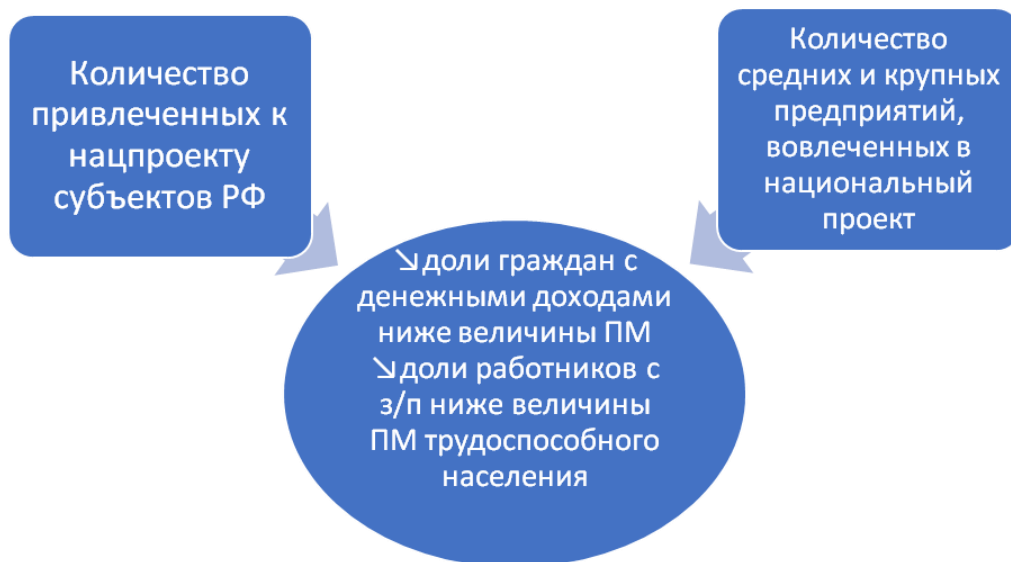 Количество
привлеченных к
нацпроекту
субъектов РФ
Количество
средних и крупных
предприятий,
вовлеченных в
национальный
проект
↘доли граждан с
денежными доходами
ниже величины ПМ
↘доли работников с
з/п ниже величины
ПМ трудоспособного
населения